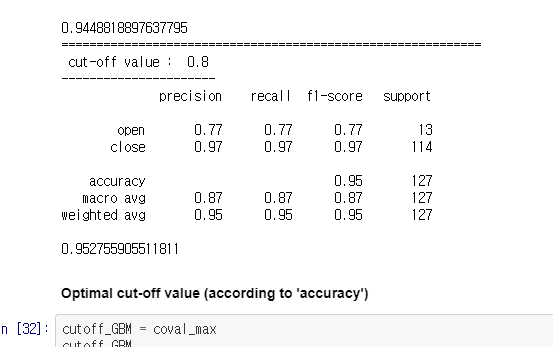 0.9448818897637795
============================================================
cut-off value :  0.8
----------------------
precision    recall  f1-score   support
open       0.77      0.77      0.77        13
close       0.97      0.97      0.97       114
accuracy                           0.95       127
macro avg       0.87      0.87      0.87       127
weighted avg       0.95      0.95      0.95       127
0.952755905511811
Optimal cut-off value (according to 'accuracy')
n [32]: cutoff_GBM = coval_max
cutoff_GBM